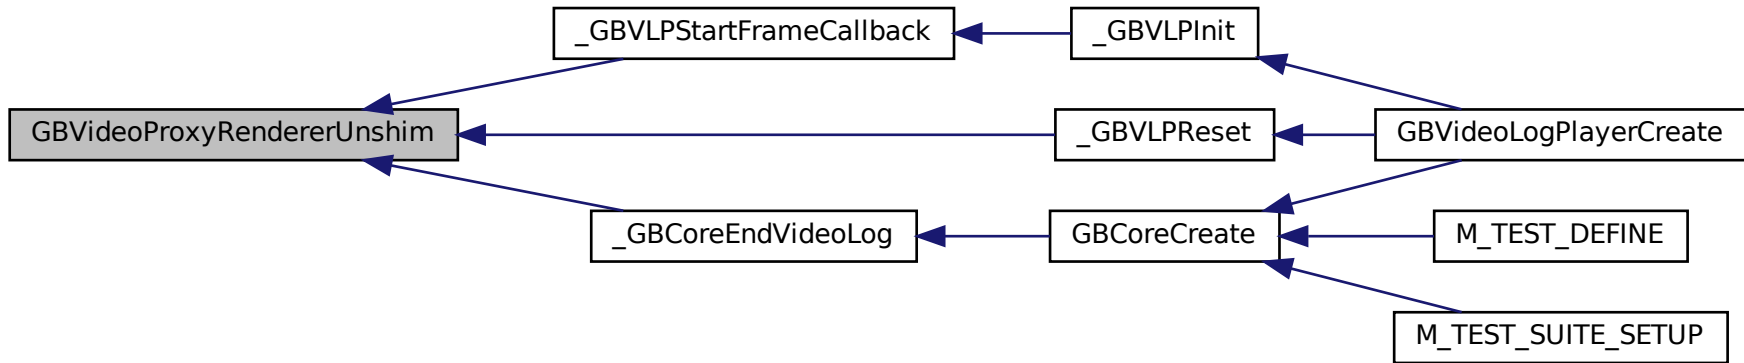 _GBVLPStartFrameCallback
_GBVLPInit
GBVideoProxyRendererUnshim
_GBVLPReset
GBVideoLogPlayerCreate
_GBCoreEndVideoLog
GBCoreCreate
M_TEST_DEFINE
M_TEST_SUITE_SETUP